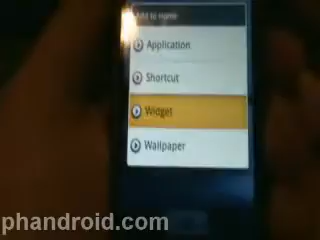 Add to Home
Application
Shortcut
Widget
Wallpaper
phandroid.com